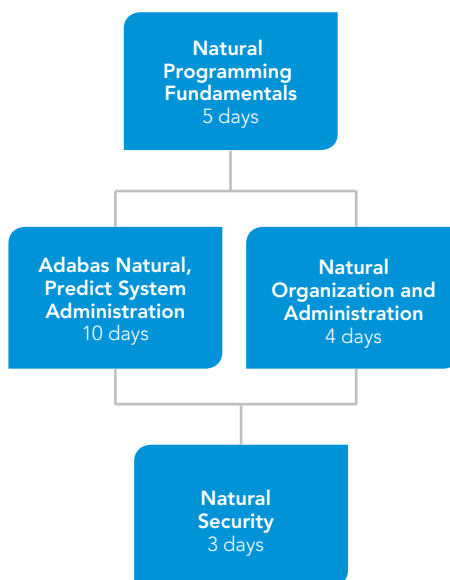 Natural
Programming
Fundamentals
5 days
Adabas Natural,
Predict System
Administration
10 days
Natural
Organization and
Administration
4 days
Natural
Security
3 days